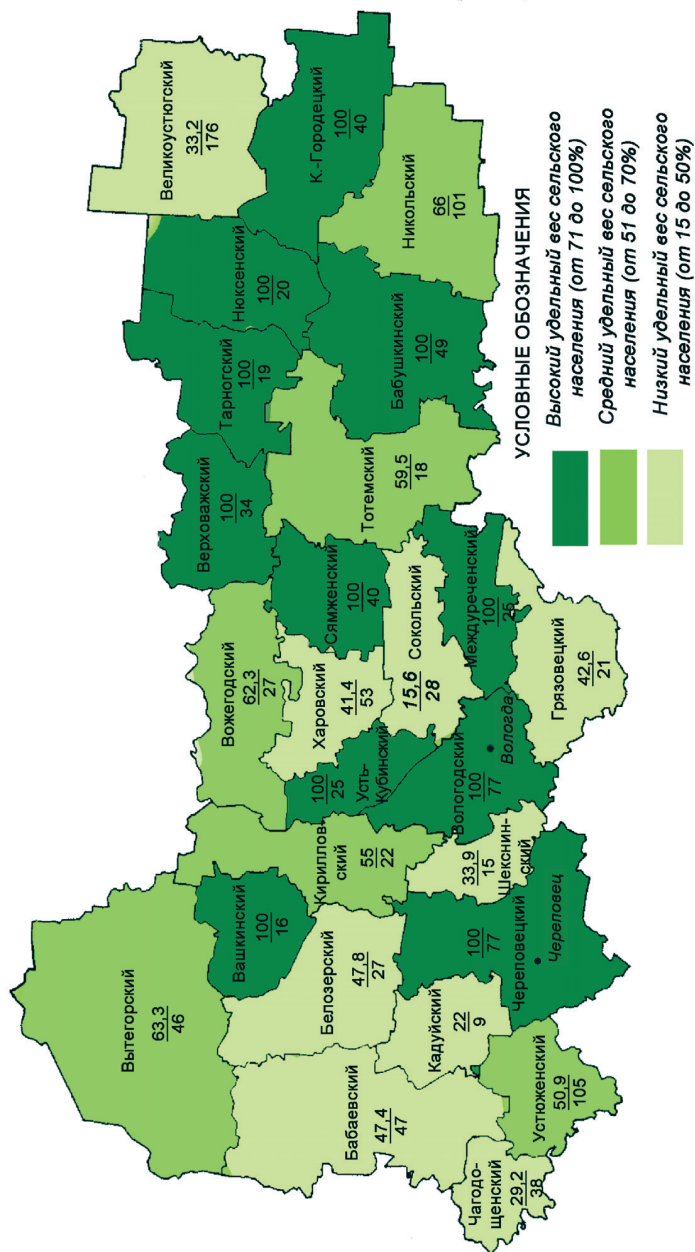 Вытегорский
63,3
46
Вашкинский
100
16
Кириллов-
ский
55
22
Белозерский
47,8
27
Бабаевский
47,4
47
Кадуйский
22
9
Чагодо-
щенский
29,2
38
Устюженский
50,9
105
100
77
Череповецкий
Череповец
33,9
15
Шекснин-
ский
Вологодский
100
77
Вологда
100
25
Усть-
Кубинский
Вожегодский
62,3
27
Харовский
41,4
53
Сямженский
100
40
Сокольский
15,6
28
Междуреченский
100
25
Грязовецкий
42,6
21
Верховажский
100
34
Тарногский
100
19
Тотемский
59,5
18
Нюксенский
100
20
Бабушкинский
100
49
Великоустюгский
33,2
176
К.-Городецкий
100
40
Никольский
66
101
УСЛОВНЫЕ ОБОЗНАЧЕНИЯ
Высокий удельный вес сельского
населения (от 71 до 100%)
Средний удельный вес сельского
населения (от 51 до 70%)
Низкий удельный вес сельского
населения (от 15 до 50%)